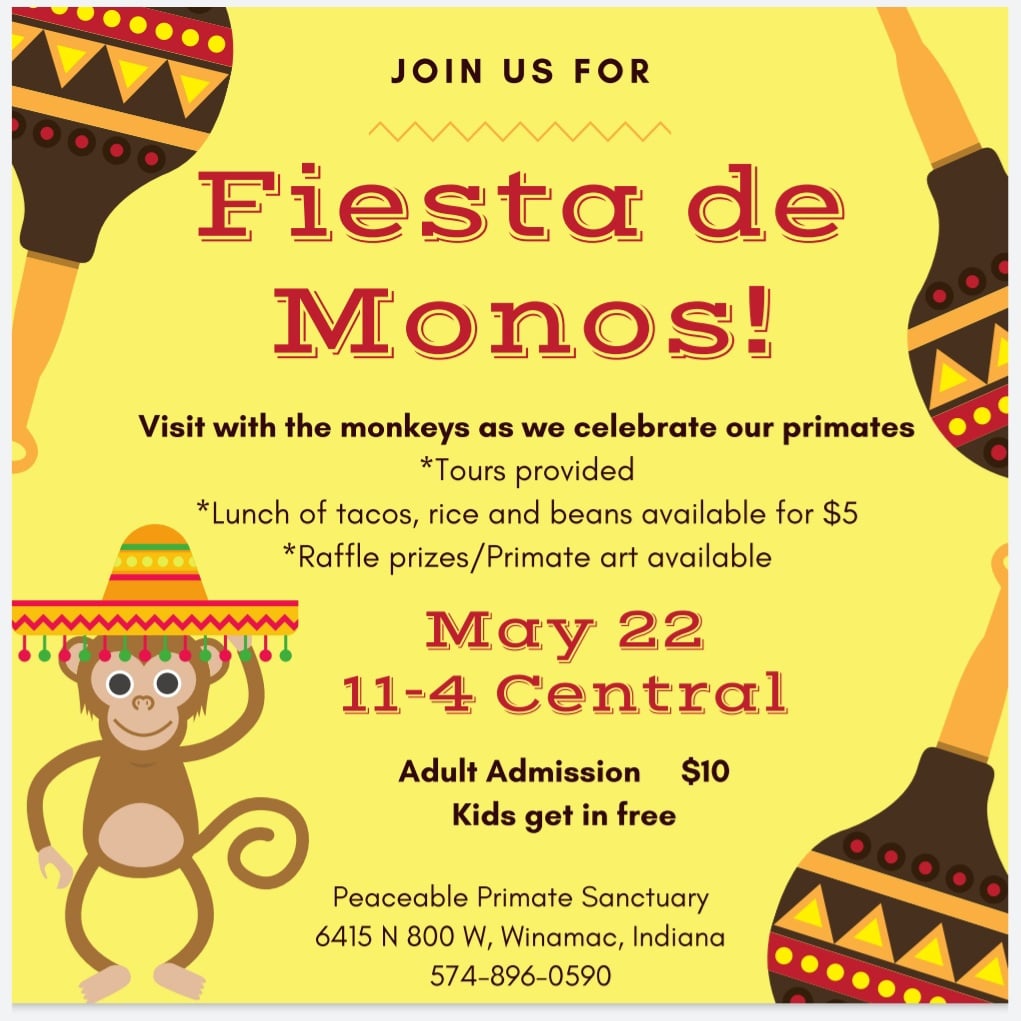 JOIN US FOR
Fiesta de
Monos!
Visit with the monkeys as we celebrate our primates
*Tours provided
*Lunch of tacos, rice and beans available for $5
*Raffle prizes/Primate art available
May 22
11-4 Central
Adult Admission $10
Kids get in free
Peaceable Primate Sanctuary
6415 N 800 W, Winamac, Indiana
574-896-0590